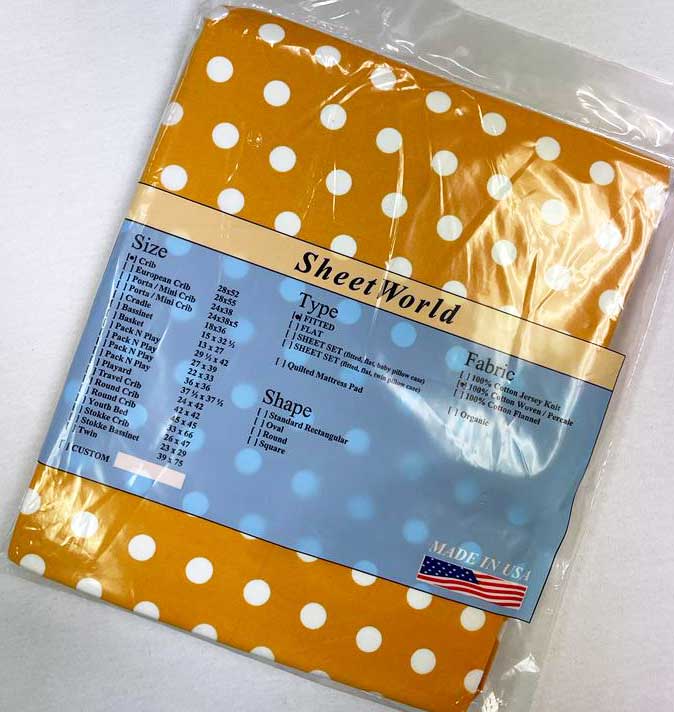 SheetWorld
Size
[●] Crib
[ ] European Crib
[ ] Porta / Mini Crib
[ ] Porta / Mini Crib
[ ] Cradle
[ ] Bassinet
[ ] Basket
[ ] Pack N Play
[ ] Pack N Play
[ ] Pack N Play
[ ] Playard
[ ] Travel Crib
[ ] Round Crib
[ ] Round Crib
[ ] Youth Bed
[ ] Stokke Crib
[ ] Stokke Bassinet
[ ] Twin
[ ] CUSTOM
28x52
28x55
24x38
24x38x5
18x36
15 x 32 ½
13 x 27
29 ½ x 42
27 x 39
22 x 33
36 x 36
37 ½ x 37 ½
24 x 42
42 x 42
45 x 45
33 x 66
26 x 47
23 x 29
39 x 75
Type
[●] FITTED
[ ] FLAT
[ ] SHEET SET (fitted, flat, baby pillow case)
[ ] SHEET SET (fitted, flat, twin pillow case)
[ ] Quilted Mattress Pad
Shape
[ ] Standard Rectangular
[ ] Oval
[ ] Round
[ ] Square
Fabric
[ ] 100% Cotton Jersey Knit
[●] 100% Cotton Woven / Percale
[ ] 100% Cotton Flannel
[ ] Organic
MADE IN USA